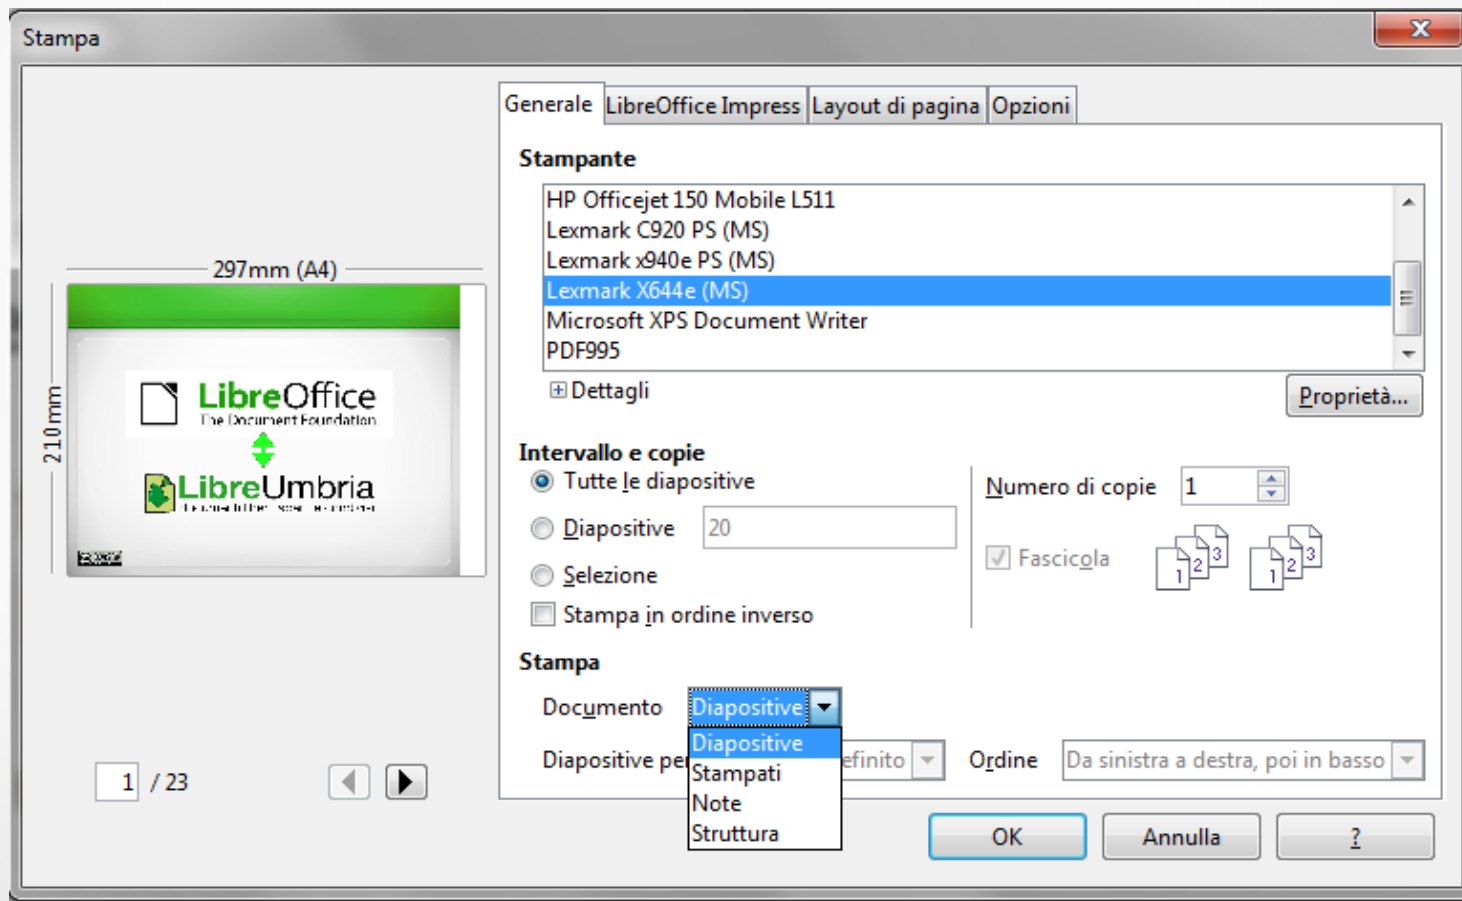 Stampa
Generale LibreOffice Impress Layout di pagina Opzioni
Stampante
HP Officejet 150 Mobile L511
Lexmark C920 PS (MS)
Lexmark x940e PS (MS)
Lexmark X644e (MS)
Microsoft XPS Document Writer
PDF995
Dettagli
Proprietà...
297mm (A4)
210mm
LibreOffice
The Document Foundation
LibreUmbria
Intervallo e copie
Tutte le diapositive
Diapositive 20
Selezione
Stampa in ordine inverso
Numero di copie 1
Fascicola
1 2 3 1 2 3
Stampa
Documento Diapositive
Diapositive
Stampati
Note
Struttura
Diapositive per efinito Ordine Da sinistra a destra, poi in basso
1 / 23
OK Annulla ?